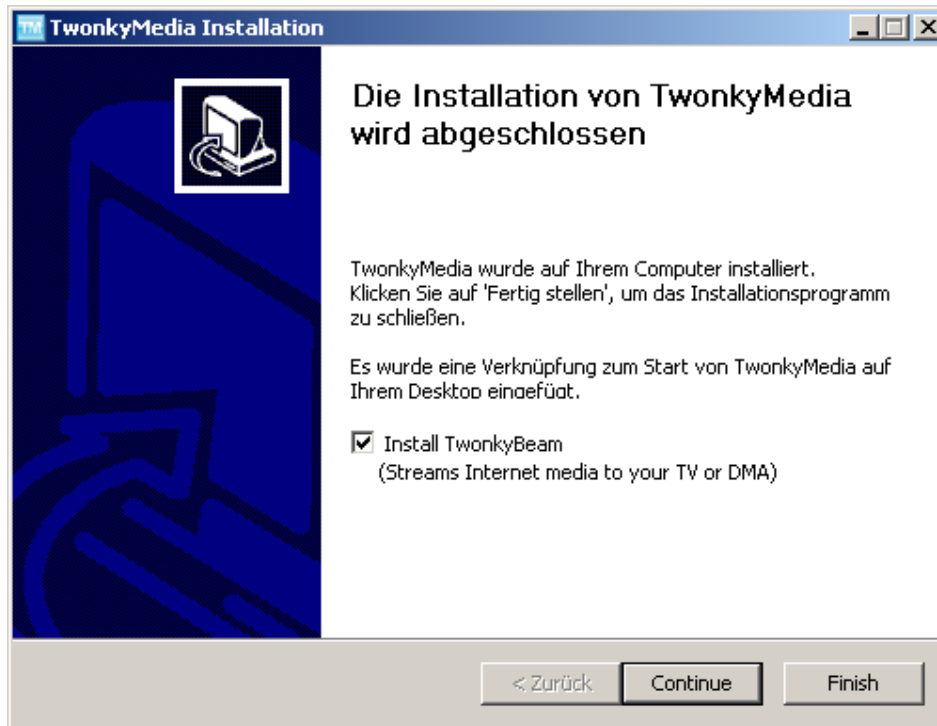 TM TwonkyMedia Installation
Die Installation von TwonkyMedia
wird abgeschlossen
TwonkyMedia wurde auf Ihrem Computer installiert.
Klicken Sie auf 'Fertig stellen', um das Installationsprogramm
zu schließen.
Es wurde eine Verknüpfung zum Start von TwonkyMedia auf
Ihrem Desktop eingefügt.
Install TwonkyBeam
(Streams Internet media to your TV or DMA)
< Zurück Continue Finish